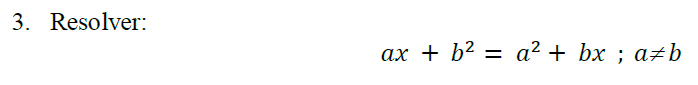 3. Resolver:
ax + b² = a² + bx ; a≠b